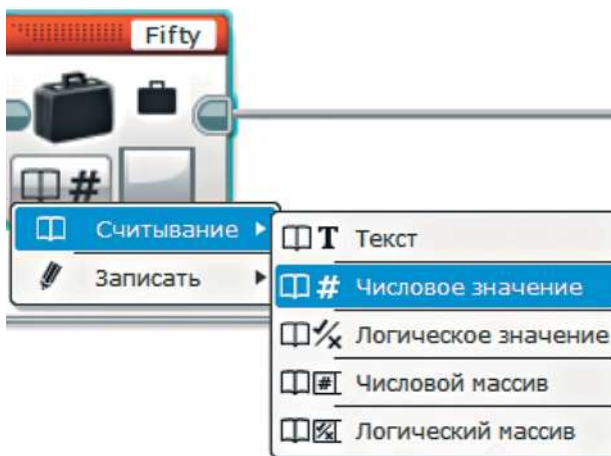 Fifty
#
Считывание
Записать
T Текст
# Числовое значение
Логическое значение
# Числовой массив
Логический массив